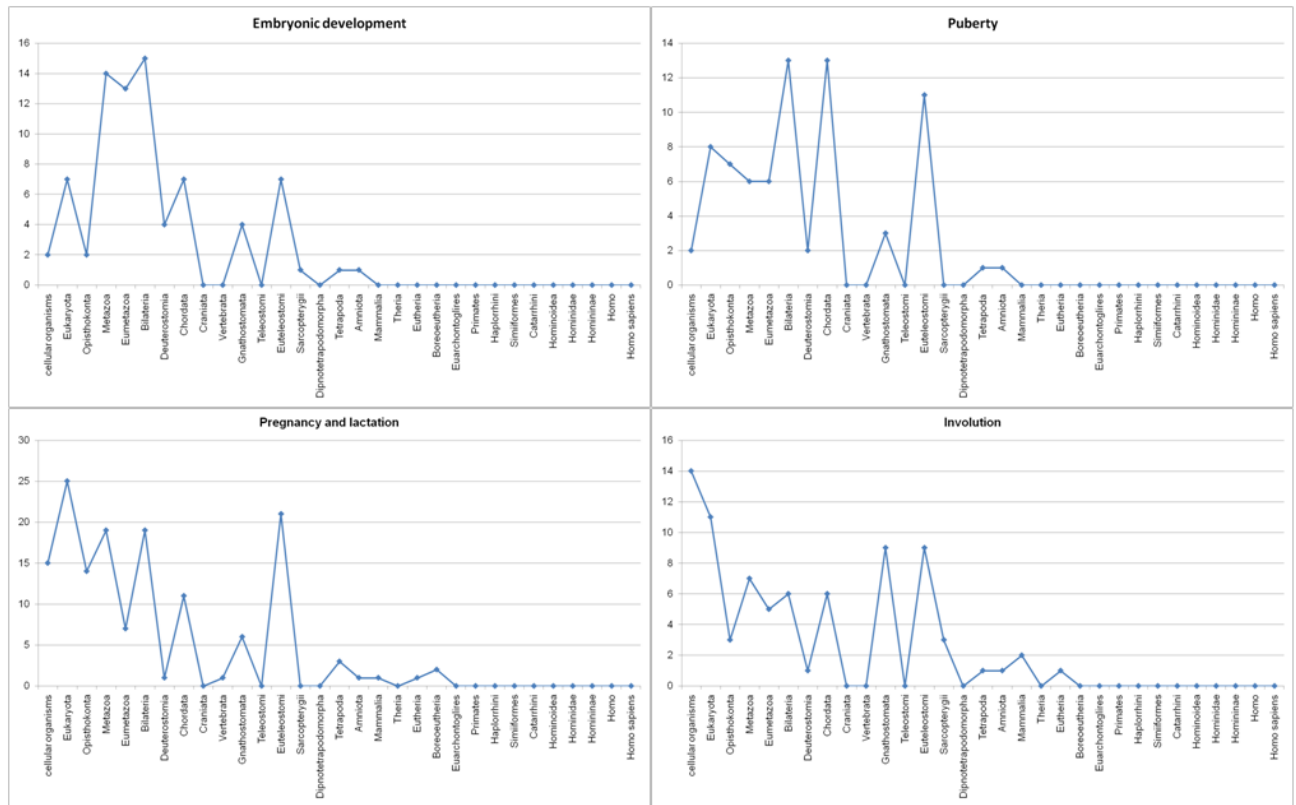 Embryonic development
16
14
12
10
8
6
4
2
0
cellular organisms
Eukaryota
Opisthokonta
Metazoa
Eumetazoa
Bilateria
Deuterostomia
Chordata
Craniata
Vertebrata
Gnathostomata
Teleostomi
Euteleostomi
Sarcopterygii
Dipnotetrapodomorpha
Tetrapoda
Amniota
Mammalia
Theria
Eutheria
Boreoeutheria
Euarchontoglires
Primates
Haplorrhini
Simiiformes
Catarrhini
Hominoidea
Hominidae
Homininae
Homo
Homo sapiens
Puberty
14
12
10
8
6
4
2
0
cellular organisms
Eukaryota
Opisthokonta
Metazoa
Eumetazoa
Bilateria
Deuterostomia
Chordata
Craniata
Vertebrata
Gnathostomata
Teleostomi
Euteleostomi
Sarcopterygii
Dipnotetrapodomorpha
Tetrapoda
Amniota
Mammalia
Theria
Eutheria
Boreoeutheria
Euarchontoglires
Primates
Haplorrhini
Simiiformes
Catarrhini
Hominoidea
Hominidae
Homininae
Homo
Homo sapiens
Pregnancy and lactation
30
25
20
15
10
5
0
cellular organisms
Eukaryota
Opisthokonta
Metazoa
Eumetazoa
Bilateria
Deuterostomia
Chordata
Craniata
Vertebrata
Gnathostomata
Teleostomi
Euteleostomi
Sarcopterygii
Dipnotetrapodomorpha
Tetrapoda
Amniota
Mammalia
Theria
Eutheria
Boreoeutheria
Euarchontoglires
Primates
Haplorrhini
Simiiformes
Catarrhini
Hominoidea
Hominidae
Homininae
Homo
Homo sapiens
Involution
16
14
12
10
8
6
4
2
0
cellular organisms
Eukaryota
Opisthokonta
Metazoa
Eumetazoa
Bilateria
Deuterostomia
Chordata
Craniata
Vertebrata
Gnathostomata
Teleostomi
Euteleostomi
Sarcopterygii
Dipnotetrapodomorpha
Tetrapoda
Amniota
Mammalia
Theria
Eutheria
Boreoeutheria
Euarchontoglires
Primates
Haplorrhini
Simiiformes
Catarrhini
Hominoidea
Hominidae
Homininae
Homo
Homo sapiens